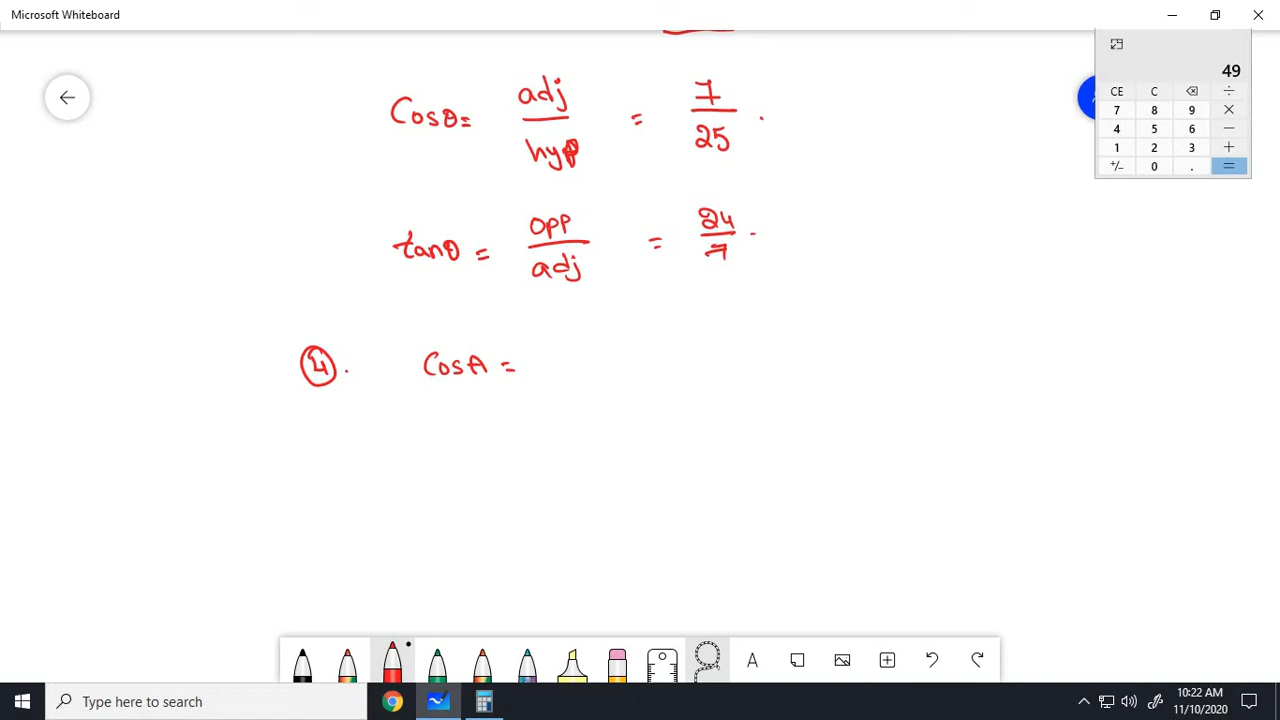 Microsoft Whiteboard
49
CE C ÷
7 8 9 ×
4 5 6 −
1 2 3 +
+/− 0 . =
Cosθ = adj/hyp = 7/25 .
tanθ = opp/adj = 24/7 .
4. CosA =
A
Type here to search
10:22 AM
11/10/2020